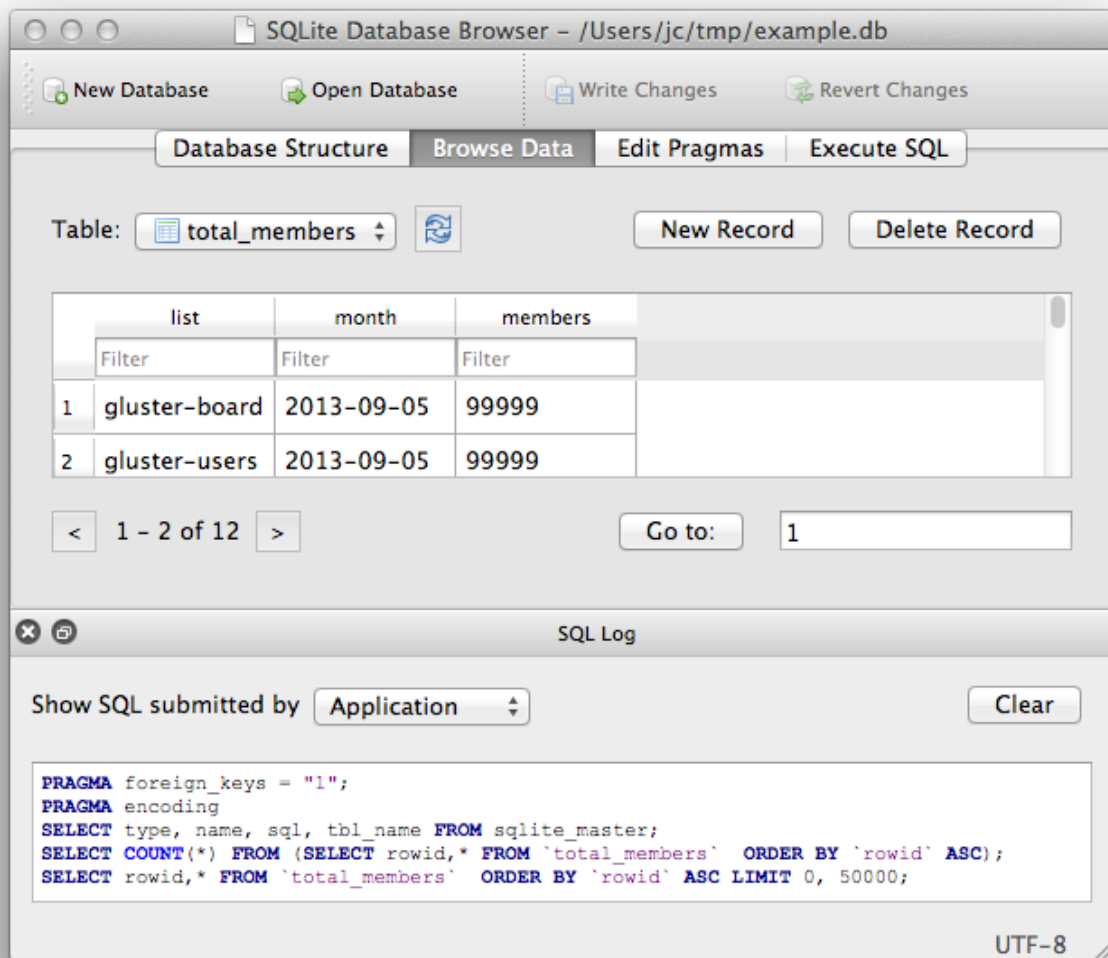 SQLite Database Browser – /Users/jc/tmp/example.db
New Database Open Database Write Changes Revert Changes
Database Structure Browse Data Edit Pragmas Execute SQL
Table: total_members New Record Delete Record
list month members
Filter Filter Filter
1 gluster-board 2013-09-05 99999
2 gluster-users 2013-09-05 99999
< 1 – 2 of 12 > Go to: 1
SQL Log
Show SQL submitted by Application Clear
PRAGMA foreign_keys = "1";
PRAGMA encoding
SELECT type, name, sql, tbl_name FROM sqlite_master;
SELECT COUNT(*) FROM (SELECT rowid,* FROM `total_members`  ORDER BY `rowid` ASC);
SELECT rowid,* FROM `total_members`  ORDER BY `rowid` ASC LIMIT 0, 50000;
UTF-8